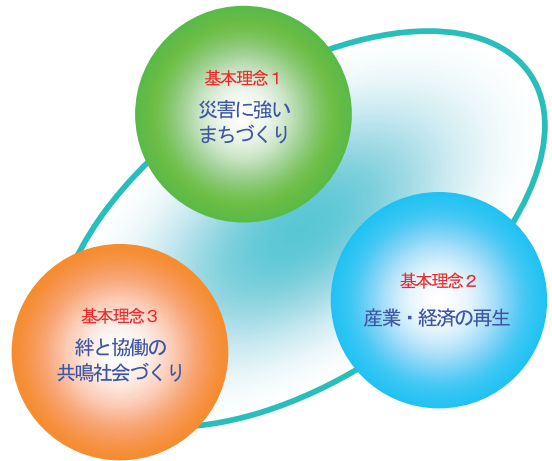 基本理念1
災害に強い
まちづくり
基本理念2
産業・経済の再生
基本理念3
絆と協働の
共鳴社会づくり